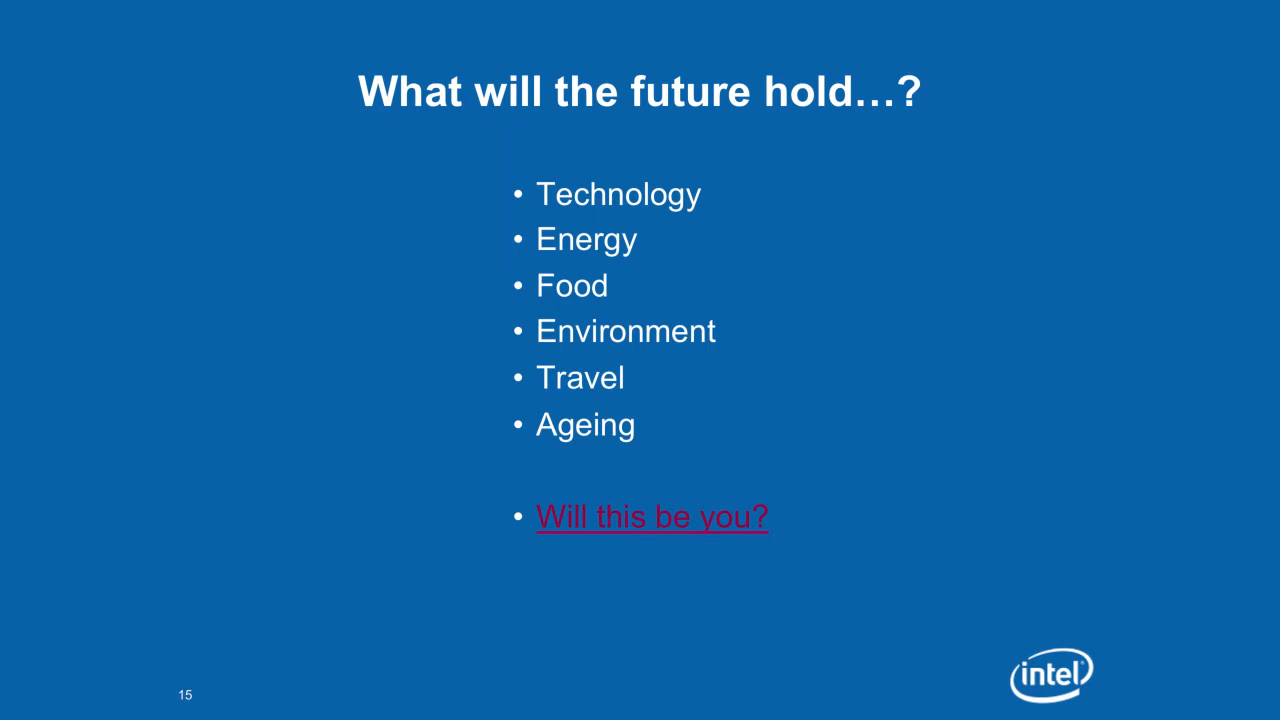 What will the future hold…?
• Technology
• Energy
• Food
• Environment
• Travel
• Ageing
• Will this be you?
15
intel